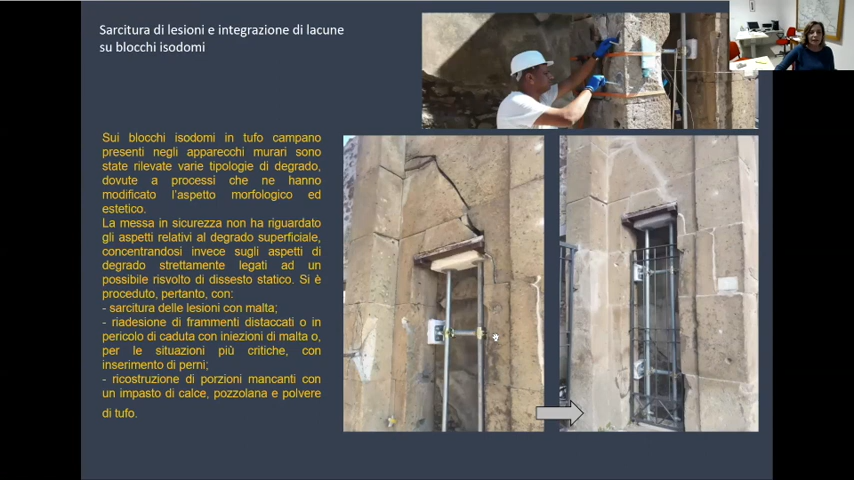 Sarcitura di lesioni e integrazione di lacune
su blocchi isodomi
Sui blocchi isodomi in tufo campano
presenti negli apparecchi murari sono
state rilevate varie tipologie di degrado,
dovute a processi che ne hanno
modificato l'aspetto morfologico ed
estetico.
La messa in sicurezza non ha riguardato
gli aspetti relativi al degrado superficiale,
concentrandosi invece sugli aspetti di
degrado strettamente legati ad un
possibile risvolto di dissesto statico. Si è
proceduto, pertanto, con:
- sarcitura delle lesioni con malta;
- riadesione di frammenti distaccati o in
pericolo di caduta con iniezioni di malta o,
per le situazioni più critiche, con
inserimento di perni;
- ricostruzione di porzioni mancanti con
un impasto di calce, pozzolana e polvere
di tufo.